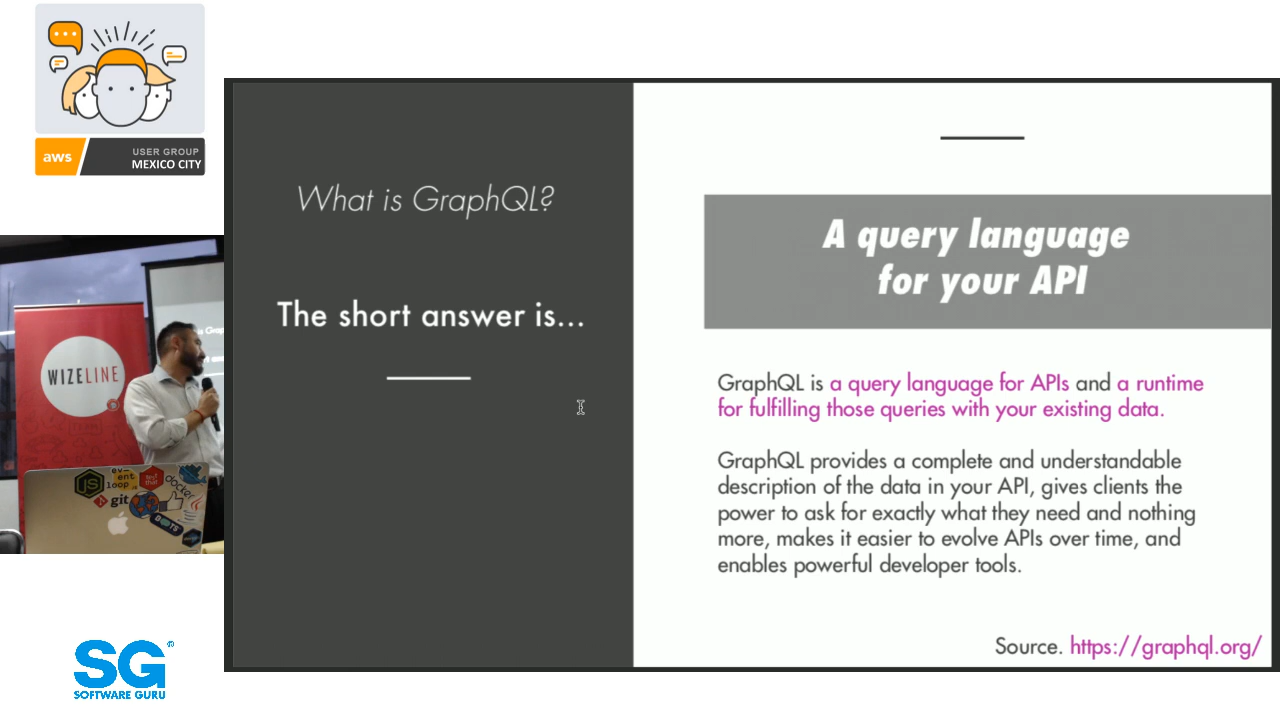 aws
USER GROUP
MEXICO CITY
What is GraphQL?
The short answer is...
A query language
for your API
GraphQL is a query language for APIs and a runtime
for fulfilling those queries with your existing data.
GraphQL provides a complete and understandable
description of the data in your API, gives clients the
power to ask for exactly what they need and nothing
more, makes it easier to evolve APIs over time, and
enables powerful developer tools.
Source. https://graphql.org/
WIZELINE
JS
event
loop
git
docker
SG®
SOFTWARE GURU